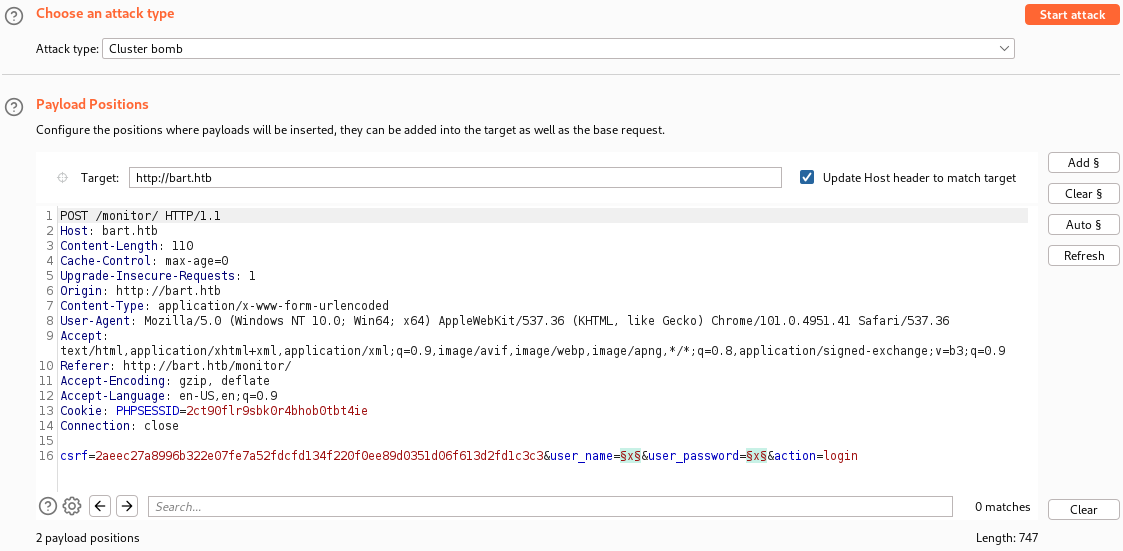 Choose an attack type
Start attack
Attack type: Cluster bomb
Payload Positions
Configure the positions where payloads will be inserted, they can be added into the target as well as the base request.
Add §
Target: http://bart.htb
Update Host header to match target
Clear §
Auto §
Refresh
1 POST /monitor/ HTTP/1.1
2 Host: bart.htb
3 Content-Length: 110
4 Cache-Control: max-age=0
5 Upgrade-Insecure-Requests: 1
6 Origin: http://bart.htb
7 Content-Type: application/x-www-form-urlencoded
8 User-Agent: Mozilla/5.0 (Windows NT 10.0; Win64; x64) AppleWebKit/537.36 (KHTML, like Gecko) Chrome/101.0.4951.41 Safari/537.36
9 Accept:
text/html,application/xhtml+xml,application/xml;q=0.9,image/avif,image/webp,image/apng,*/*;q=0.8,application/signed-exchange;v=b3;q=0.9
10 Referer: http://bart.htb/monitor/
11 Accept-Encoding: gzip, deflate
12 Accept-Language: en-US,en;q=0.9
13 Cookie: PHPSESSID=2ct90flr9sbk0r4bhob0tbt4ie
14 Connection: close
15
16 csrf=2aeec27a8996b322e07fe7a52fdcfd134f220f0ee89d0351d06f613d2fd1c3c3&user_name=§x§&user_password=§x§&action=login
Search...
0 matches
Clear
2 payload positions
Length: 747